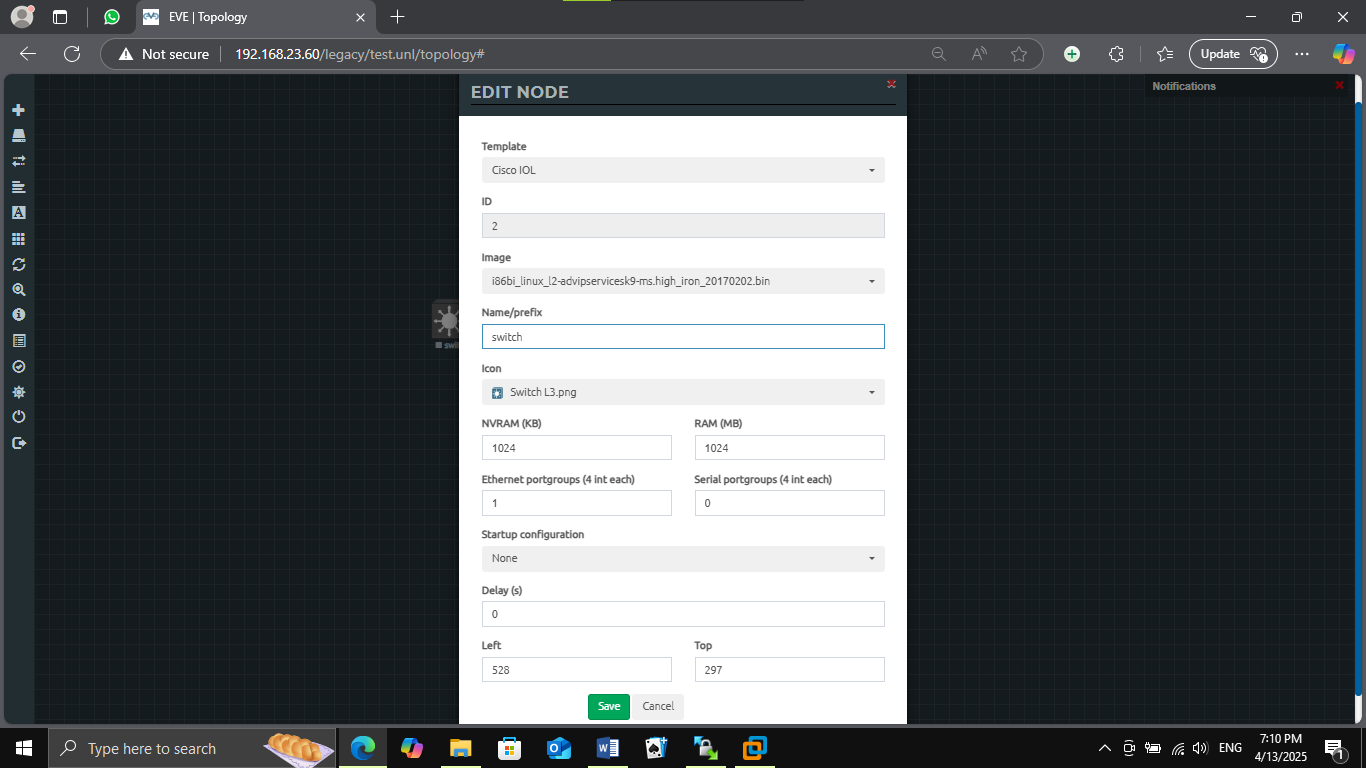 EVE | Topology
Not secure
192.168.23.60/legacy/test.unl/topology#
Update
EDIT NODE
Notifications
Template
Cisco IOL
ID
2
Image
i86bi_linux_l2-advipservicesk9-ms.high_iron_20170202.bin
Name/prefix
switch
swit
Icon
Switch L3.png
NVRAM (KB) RAM (MB)
1024 1024
Ethernet portgroups (4 int each) Serial portgroups (4 int each)
1 0
Startup configuration
None
Delay (s)
0
Left Top
528 297
Save Cancel
Type here to search
ENG
7:10 PM
4/13/2025
1